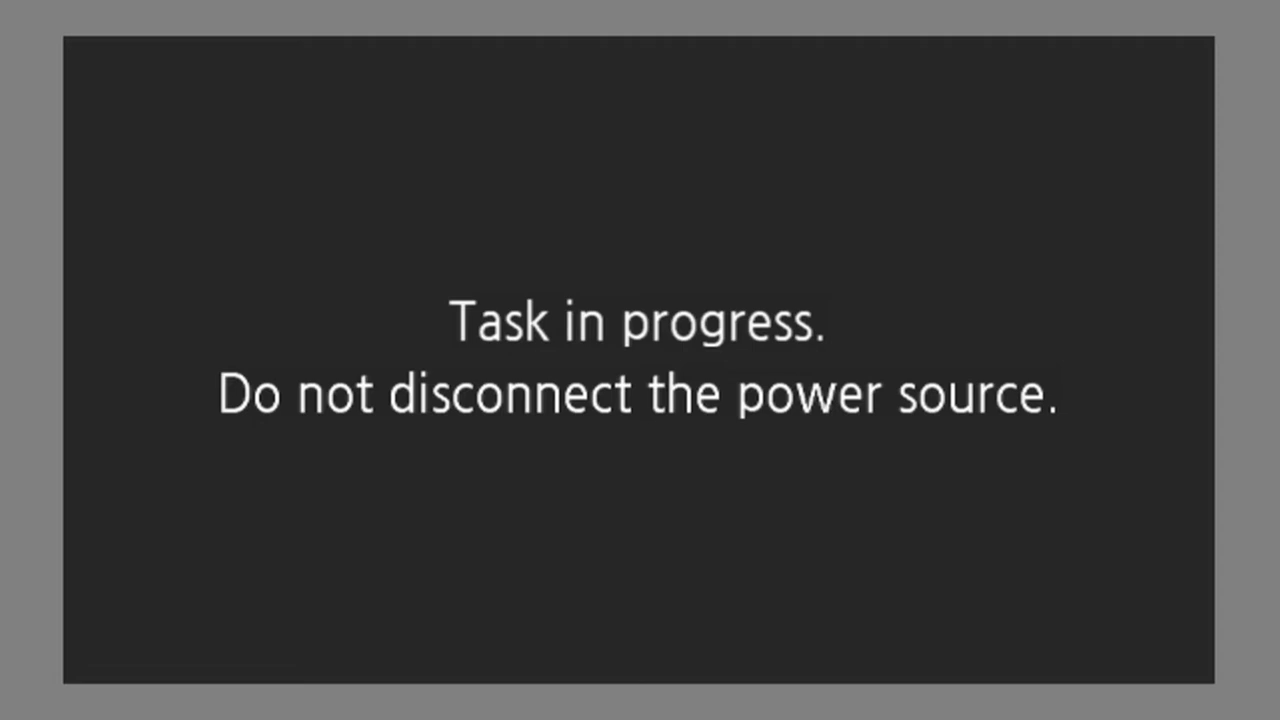 Task in progress.
Do not disconnect the power source.